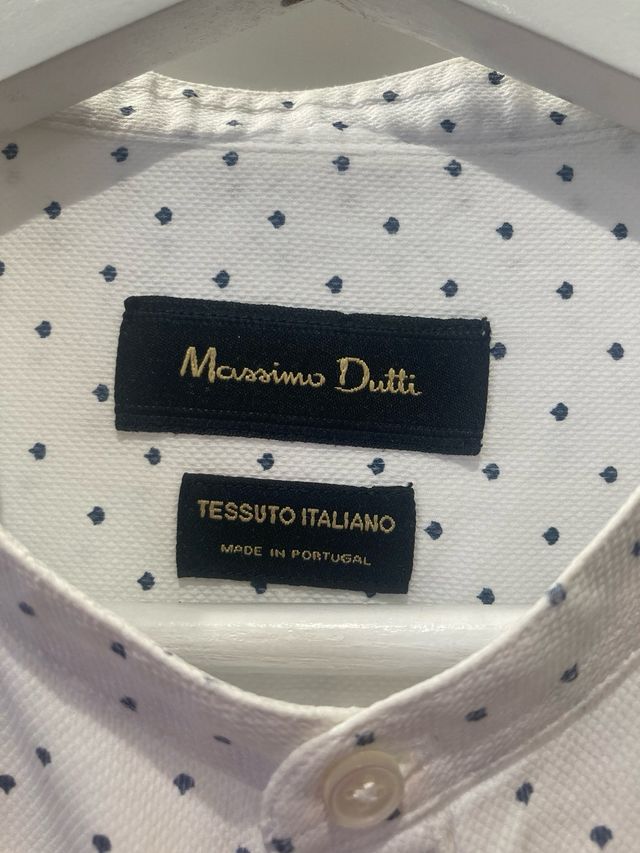 Massimo Dutti
TESSUTO ITALIANO
MADE IN PORTUGAL